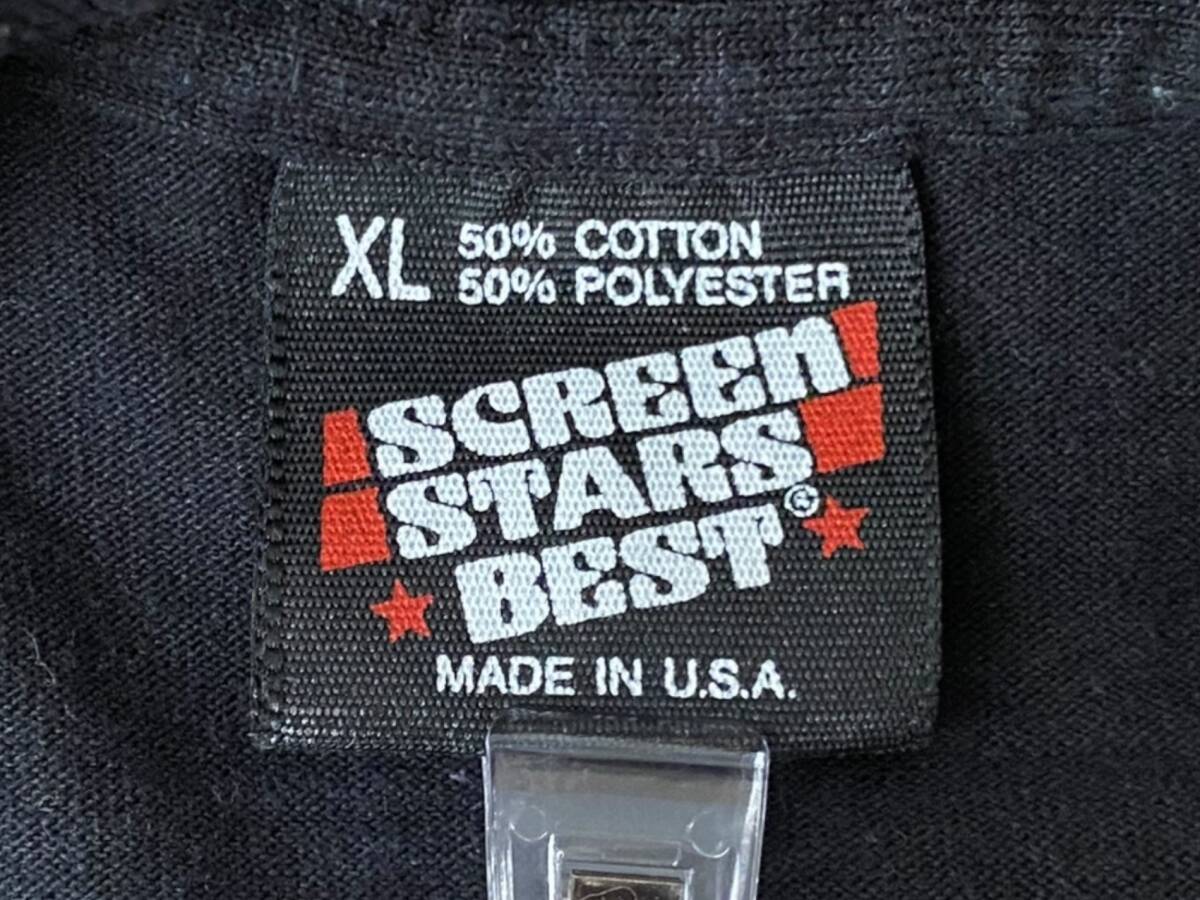 XL 50% COTTON
50% POLYESTER
SCREEN
STARS
BEST®
MADE IN U.S.A.